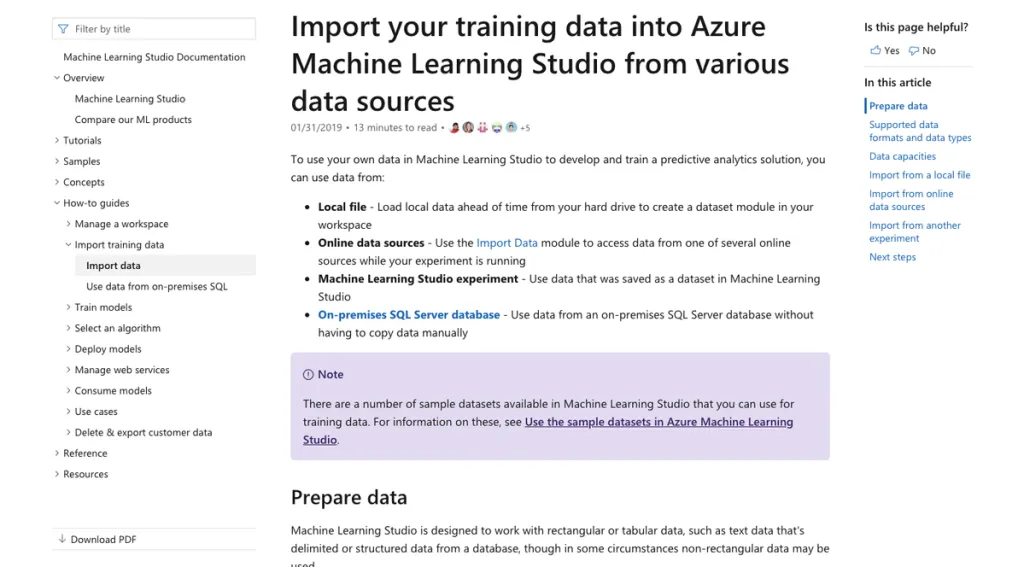 Filter by title
Machine Learning Studio Documentation
Overview
Machine Learning Studio
Compare our ML products
Tutorials
Samples
Concepts
How-to guides
Manage a workspace
Import training data
Import data
Use data from on-premises SQL
Train models
Select an algorithm
Deploy models
Manage web services
Consume models
Use cases
Delete & export customer data
Reference
Resources
Download PDF
Import your training data into Azure
Machine Learning Studio from various
data sources
01/31/2019 • 13 minutes to read • +5
To use your own data in Machine Learning Studio to develop and train a predictive analytics solution, you
can use data from:
• Local file - Load local data ahead of time from your hard drive to create a dataset module in your
workspace
• Online data sources - Use the Import Data module to access data from one of several online
sources while your experiment is running
• Machine Learning Studio experiment - Use data that was saved as a dataset in Machine Learning
Studio
• On-premises SQL Server database - Use data from an on-premises SQL Server database without
having to copy data manually
Note
There are a number of sample datasets available in Machine Learning Studio that you can use for
training data. For information on these, see Use the sample datasets in Azure Machine Learning
Studio.
Prepare data
Machine Learning Studio is designed to work with rectangular or tabular data, such as text data that's
delimited or structured data from a database, though in some circumstances non-rectangular data may be
used.
Is this page helpful?
Yes No
In this article
Prepare data
Supported data
formats and data types
Data capacities
Import from a local file
Import from online
data sources
Import from another
experiment
Next steps